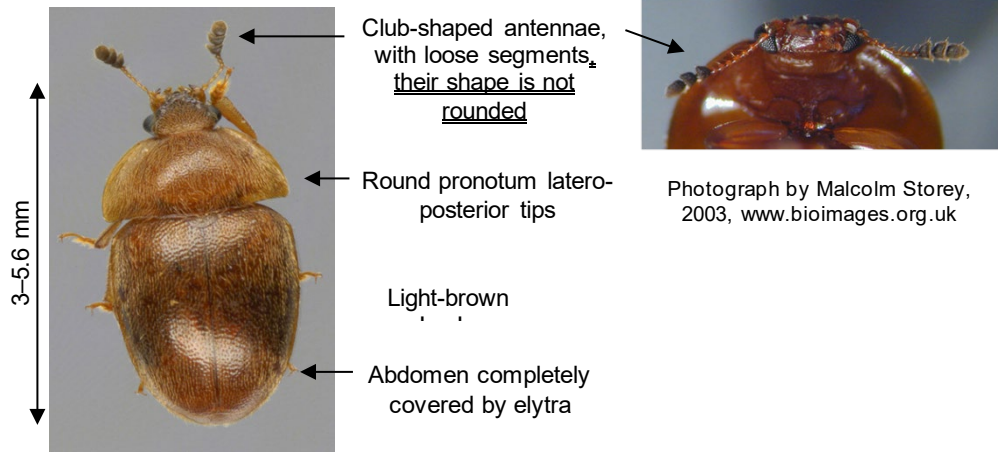 Club-shaped antennae,
with loose segments,
their shape is not
rounded
Round pronotum latero-
posterior tips
Photograph by Malcolm Storey,
2003, www.bioimages.org.uk
3–5.6 mm
Light-brown
Abdomen completely
covered by elytra